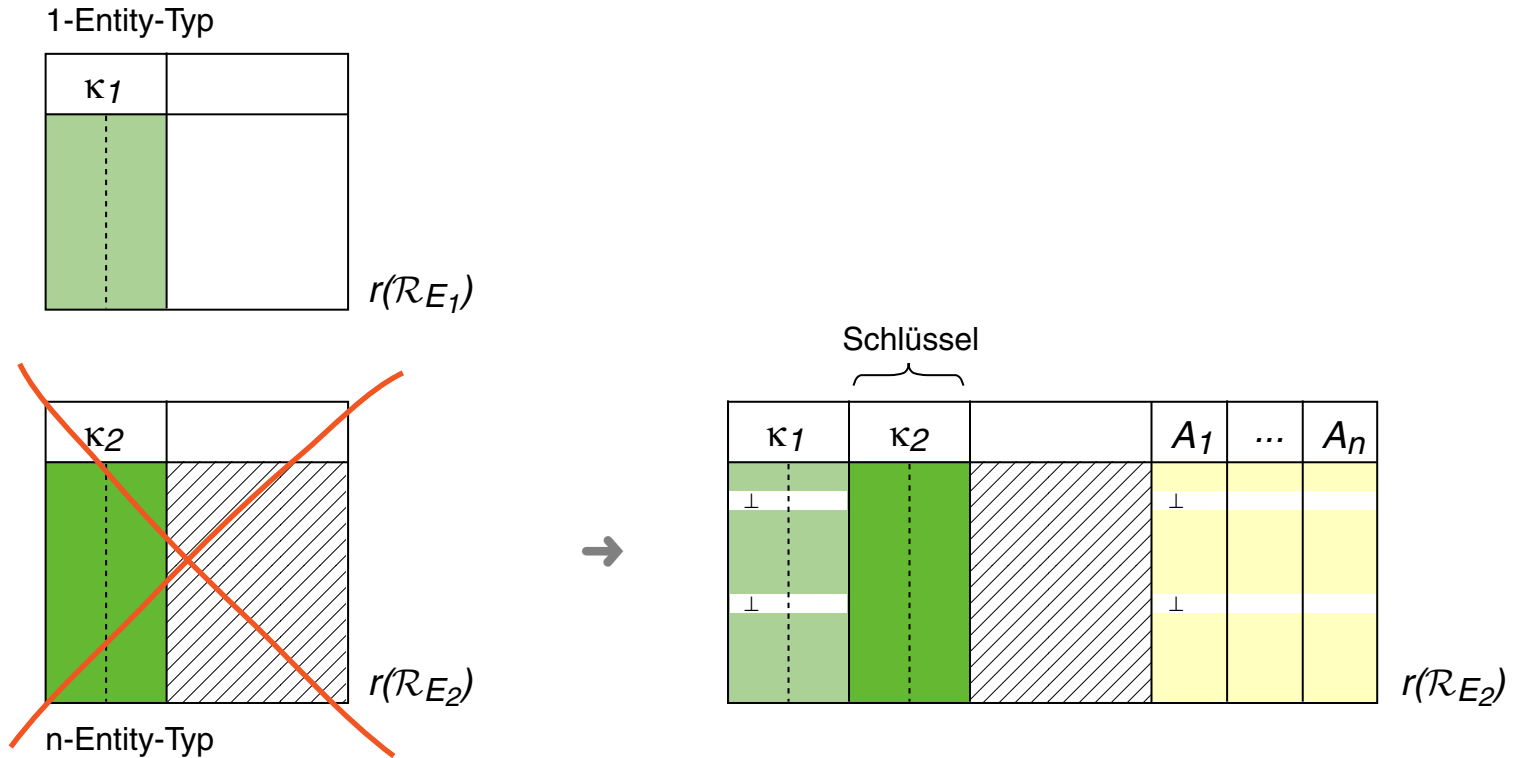 1-Entity-Typ
κ1
r(ℛE1)
Schlüssel
κ2
κ1 κ2 A1 ... An
⊥ ⊥
⊥ ⊥
r(ℛE2)
r(ℛE2)
n-Entity-Typ